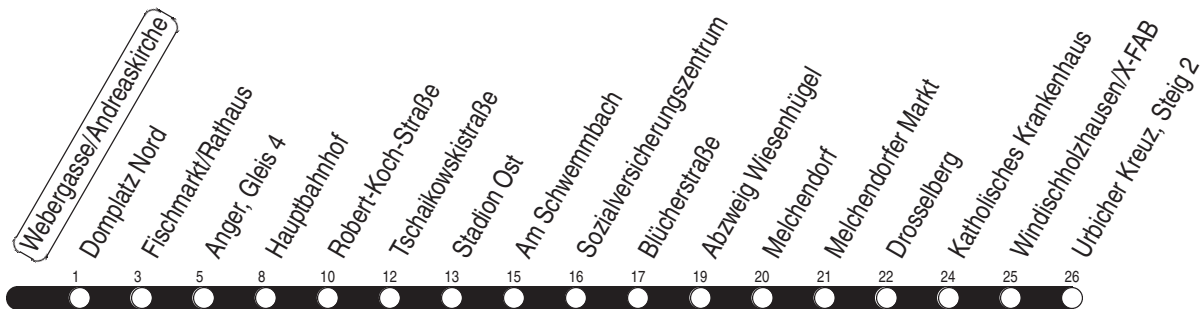 Webergasse/Andreaskirche
Domplatz Nord
Fischmarkt/Rathaus
Anger, Gleis 4
Hauptbahnhof
Robert-Koch-Straße
Tschaikowskistraße
Stadion Ost
Am Schwemmbach
Sozialversicherungszentrum
Blücherstraße
Abzweig Wiesenhügel
Melchendorf
Melchendorfer Markt
Drosselberg
Katholisches Krankenhaus
Windischholzhausen/X-FAB
Urbicher Kreuz, Steig 2
1 3 5 8 10 12 13 15 16 17 19 20 21 22 24 25 26